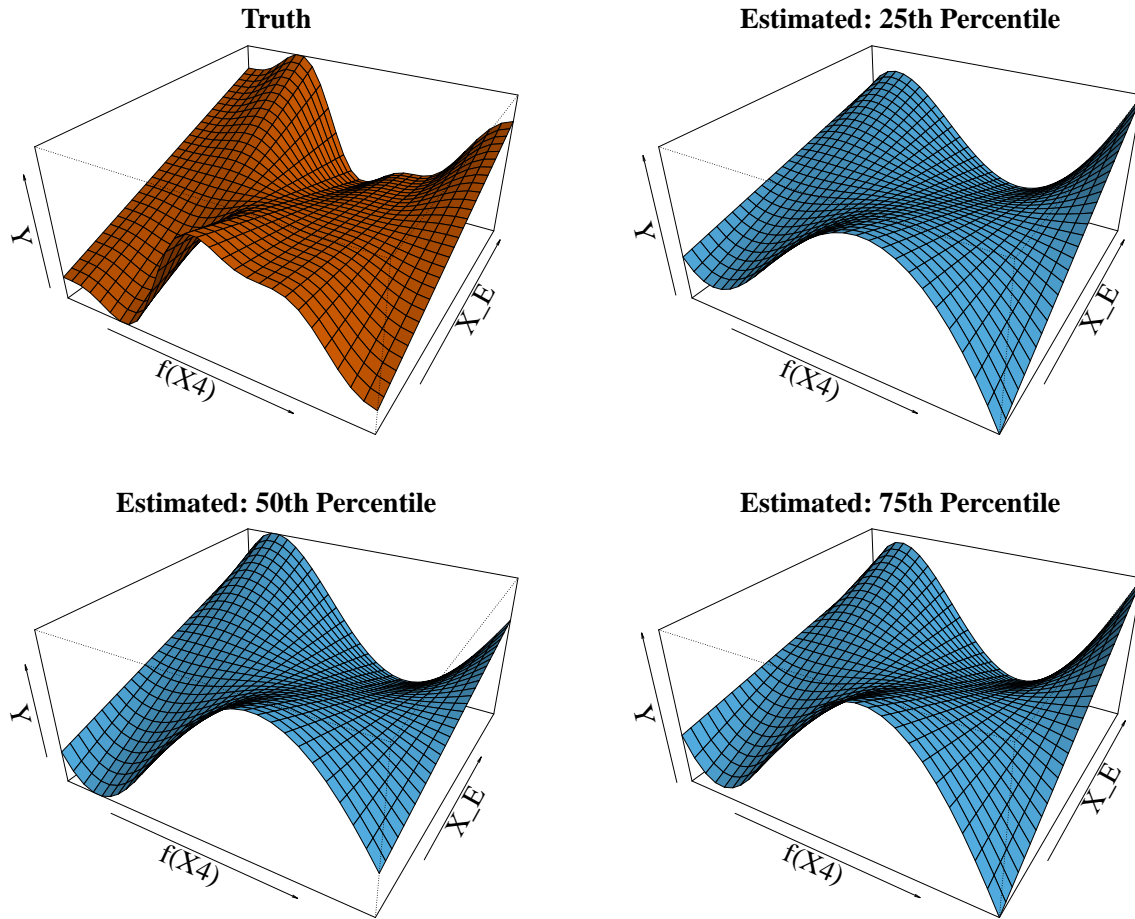 Truth
Y
f(X4)
X_E
Estimated: 25th Percentile
Y
f(X4)
X_E
Estimated: 50th Percentile
Y
f(X4)
X_E
Estimated: 75th Percentile
Y
f(X4)
X_E